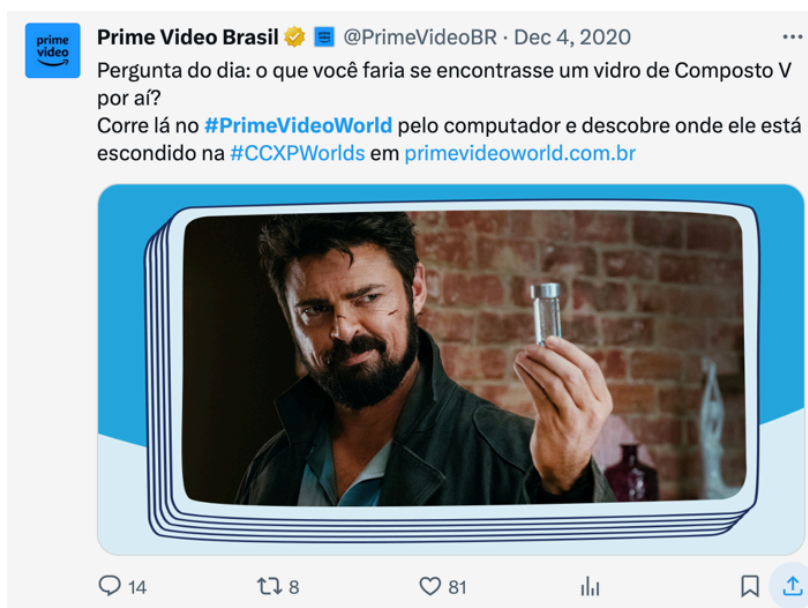 prime
video
Prime Video Brasil @PrimeVideoBR · Dec 4, 2020
Pergunta do dia: o que você faria se encontrasse um vidro de Composto V
por aí?
Corre lá no #PrimeVideoWorld pelo computador e descobre onde ele está
escondido na #CCXPWorlds em primevideoworld.com.br
14 8 81